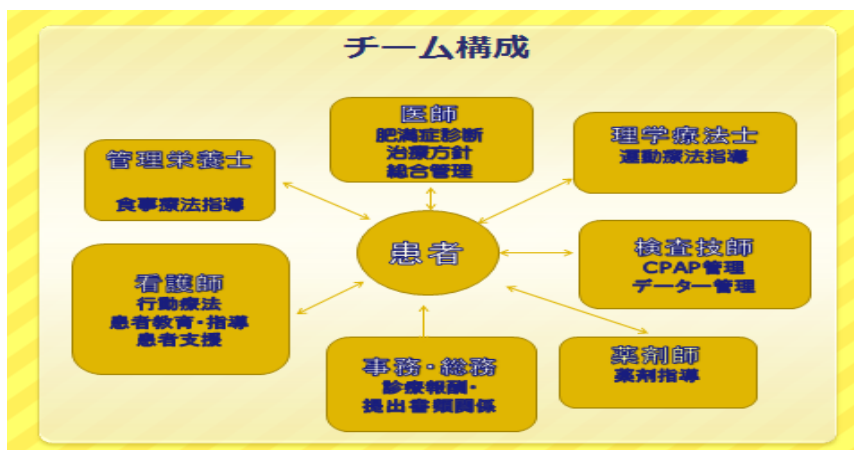 チーム構成
医師
肥満症診断
治療方針
総合管理
管理栄養士
食事療法指導
理学療法士
運動療法指導
患者
検査技師
CPAP管理
データー管理
看護師
行動療法
患者教育・指導
患者支援
事務・総務
診療報酬・
提出書類関係
薬剤師
薬剤指導